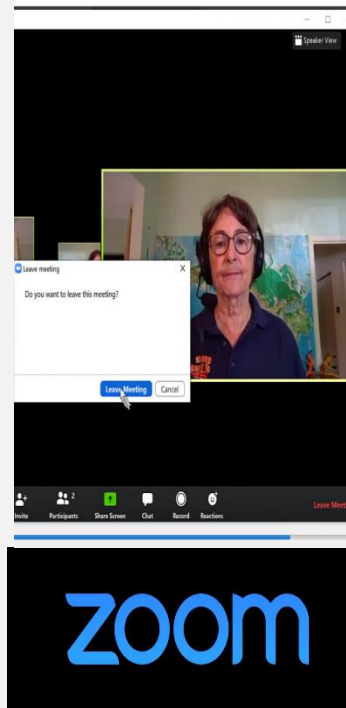 Speaker View
Leave meeting
X
Do you want to leave this meeting?
Leave Meeting
Cancel
2
Invite
Participants
Share Screen
Chat
Record
Reactions
Leave Meet
zoom